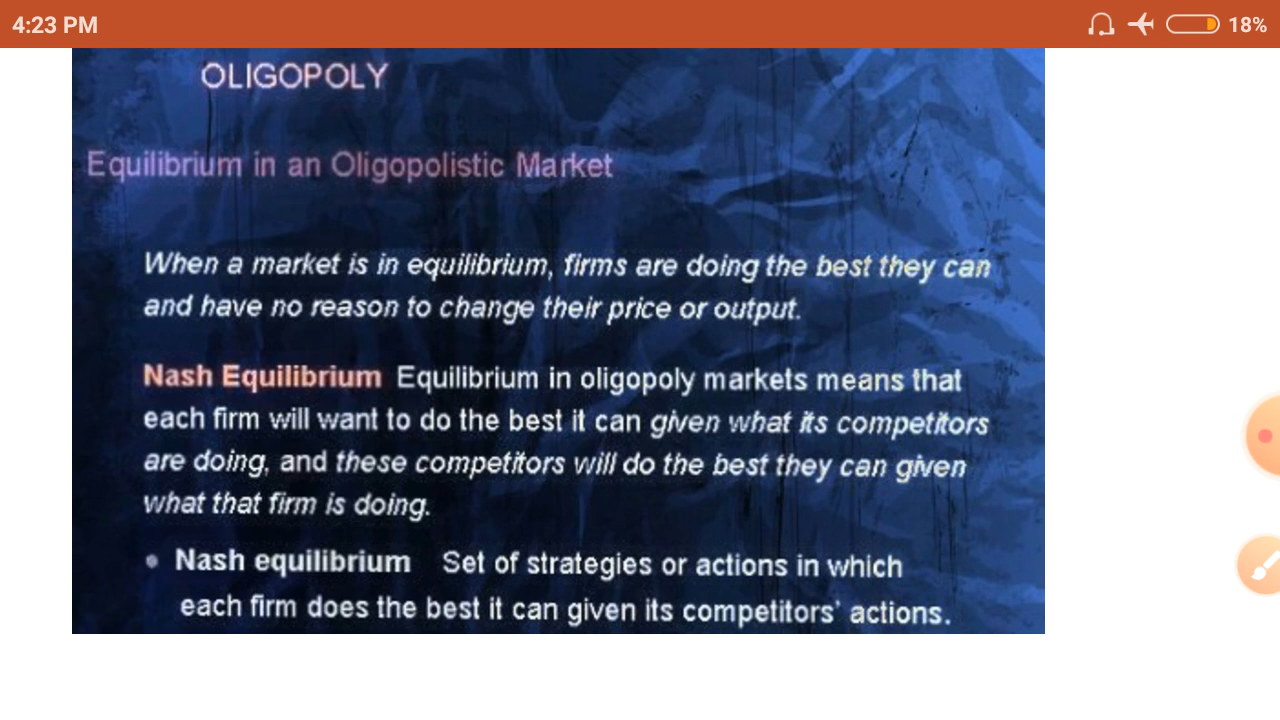 4:23 PM
18%
OLIGOPOLY
Equilibrium in an Oligopolistic Market
When a market is in equilibrium, firms are doing the best they can
and have no reason to change their price or output.
Nash Equilibrium Equilibrium in oligopoly markets means that
each firm will want to do the best it can given what its competitors
are doing, and these competitors will do the best they can given
what that firm is doing.
• Nash equilibrium Set of strategies or actions in which
each firm does the best it can given its competitors' actions.